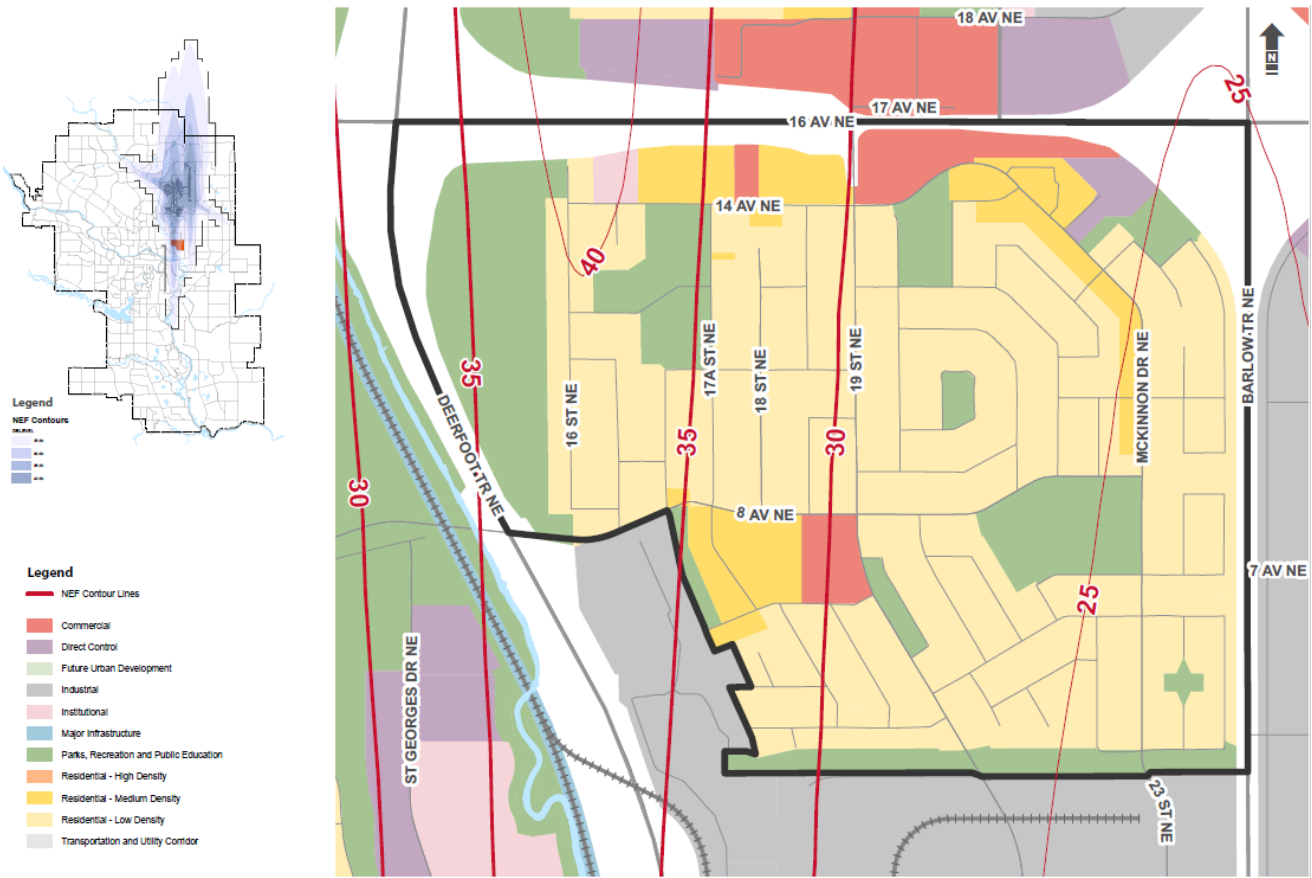 18 AV NE
N
25
17 AV NE
16 AV NE
14 AV NE
40
35
17A ST NE
18 ST NE
19 ST NE
16 ST NE
DEERFOOT TR NE
MCKINNON DR NE
BARLOW TR NE
35
30
30
8 AV NE
7 AV NE
25
ST GEORGES DR NE
23 ST NE
Legend
NEF Contours
Legend
NEF Contour Lines
Commercial
Direct Control
Future Urban Development
Industrial
Institutional
Major Infrastructure
Parks, Recreation and Public Education
Residential - High Density
Residential - Medium Density
Residential - Low Density
Transportation and Utility Corridor